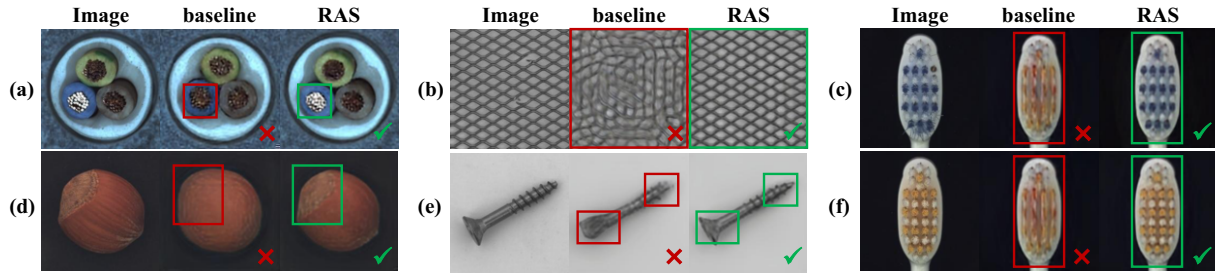 Image baseline RAS Image baseline RAS Image baseline RAS
(a) (b) (c)
(d) (e) (f)